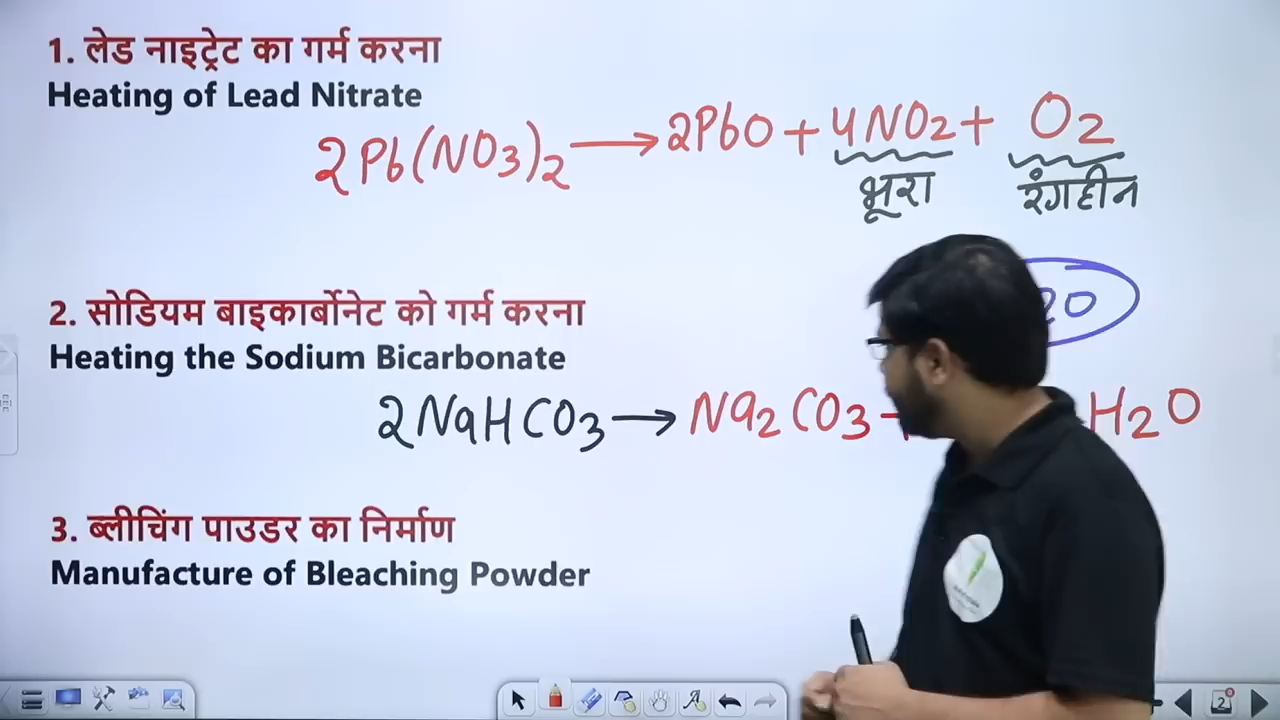 1. लेड नाइट्रेट का गर्म करना
Heating of Lead Nitrate
2Pb(NO3)2 → 2PbO + 4NO2 + O2
भूरा रंगहीन
2. सोडियम बाइकार्बोनेट को गर्म करना
Heating the Sodium Bicarbonate
2NaHCO3 → Na2CO3 + H2O
3. ब्लीचिंग पाउडर का निर्माण
Manufacture of Bleaching Powder
2